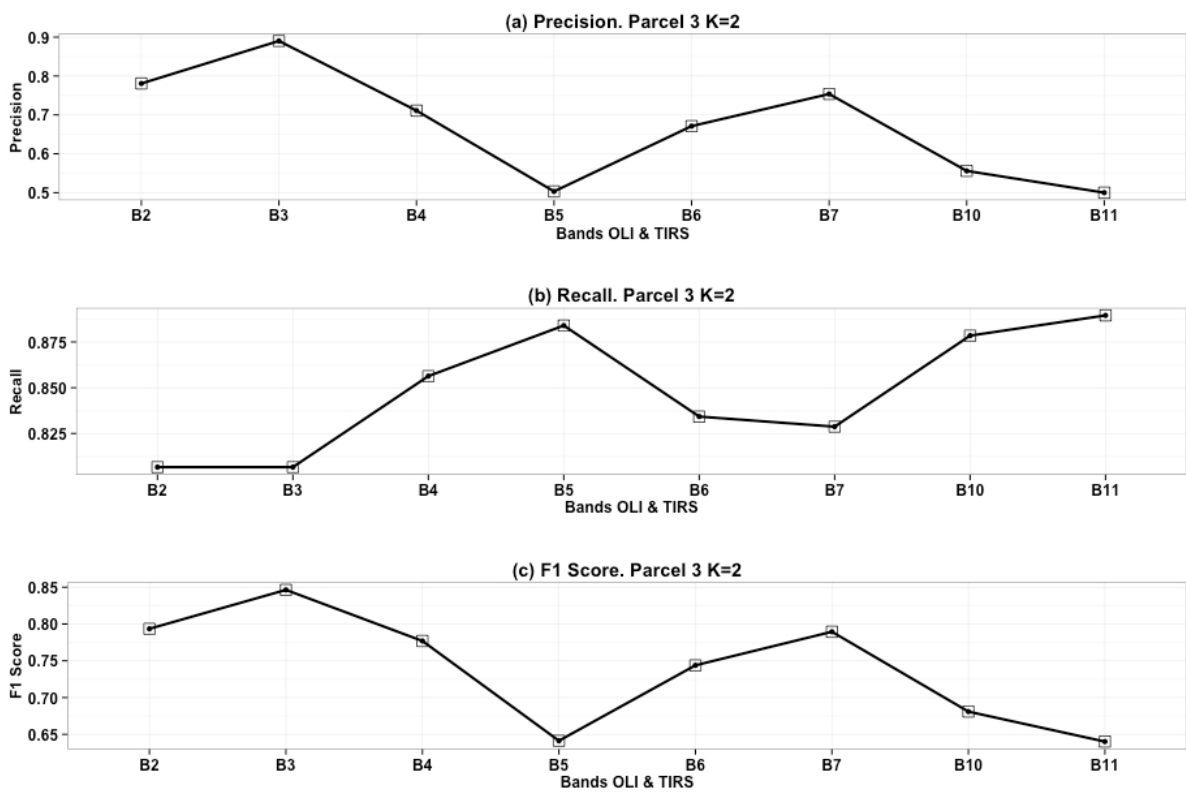 (a) Precision. Parcel 3 K=2
0.9
0.8
0.7
0.6
0.5
Precision
B2 B3 B4 B5 B6 B7 B10 B11
Bands OLI & TIRS
(b) Recall. Parcel 3 K=2
0.875
0.850
0.825
Recall
B2 B3 B4 B5 B6 B7 B10 B11
Bands OLI & TIRS
(c) F1 Score. Parcel 3 K=2
0.85
0.80
0.75
0.70
0.65
F1 Score
B2 B3 B4 B5 B6 B7 B10 B11
Bands OLI & TIRS